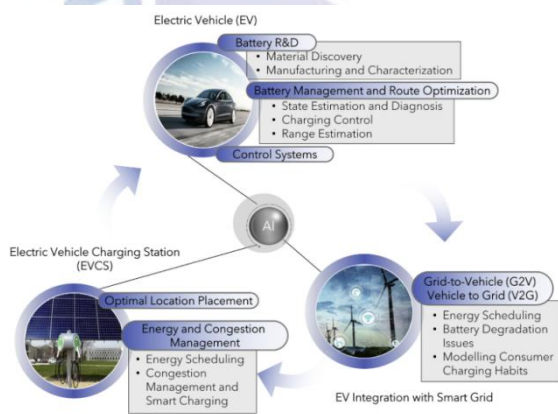 Electric Vehicle (EV)
Battery R&D
• Material Discovery
• Manufacturing and Characterization
Battery Management and Route Optimization
• State Estimation and Diagnosis
• Charging Control
• Range Estimation
Control Systems
AI
Electric Vehicle Charging Station
(EVCS)
Optimal Location Placement
Energy and Congestion
Management
• Energy Scheduling
• Congestion
Management and
Smart Charging
Grid-to-Vehicle (G2V)
Vehicle to Grid (V2G)
• Energy Scheduling
• Battery Degradation
Issues
• Modelling Consumer
Charging Habits
EV Integration with Smart Grid